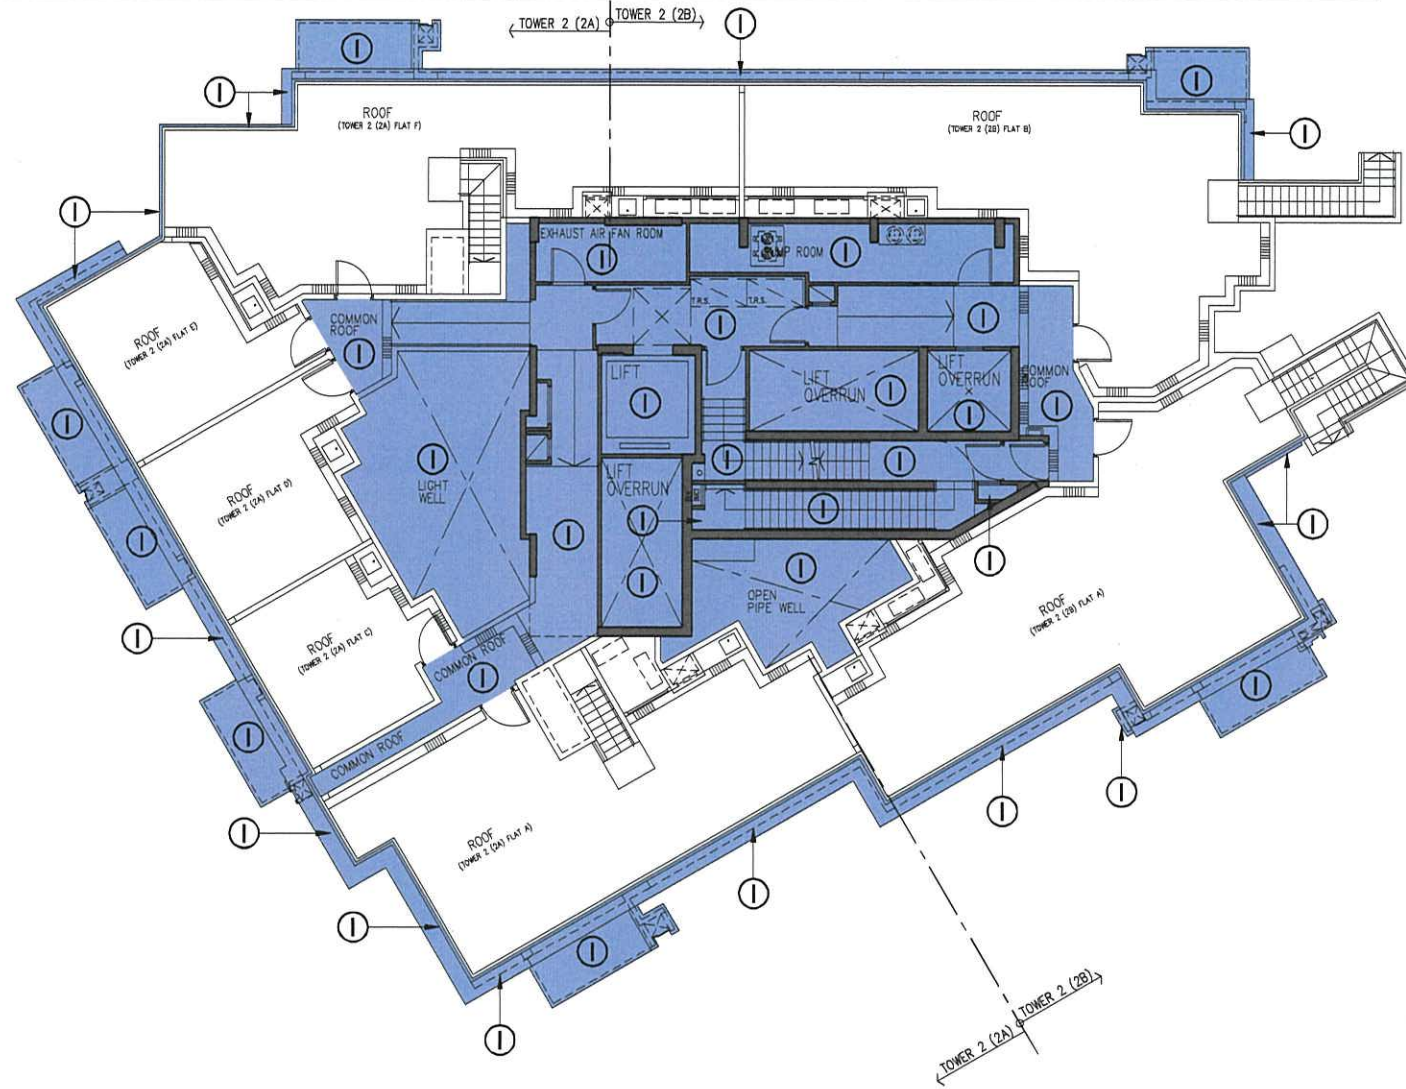 TOWER 2 (2A)
TOWER 2 (2B)
I
I
I
I
ROOF
(TOWER 2 (2A) FLAT F)
ROOF
(TOWER 2 (2B) FLAT B)
I
I
I
EXHAUST AIR FAN ROOM
I
I
T.R.S.
T.R.S.
I
I
COMMON
ROOF
I
ROOF
(TOWER 2 (2A) FLAT E)
LIFT
I
LIFT
OVERRUN
I
LIFT
OVERRUN
I
COMMON
ROOF
I
I
I
LIGHT
WELL
I
I
LIFT
OVERRUN
I
I
I
I
I
I
I
ROOF
(TOWER 2 (2A) FLAT D)
OPEN
PIPE WELL
I
I
ROOF
(TOWER 2 (2B) FLAT A)
ROOF
(TOWER 2 (2A) FLAT C)
COMMON ROOF
I
I
I
COMMON ROOF
I
I
I
I
ROOF
(TOWER 2 (2A) FLAT A)
I
I
I
I
TOWER 2 (2A)
TOWER 2 (2B)